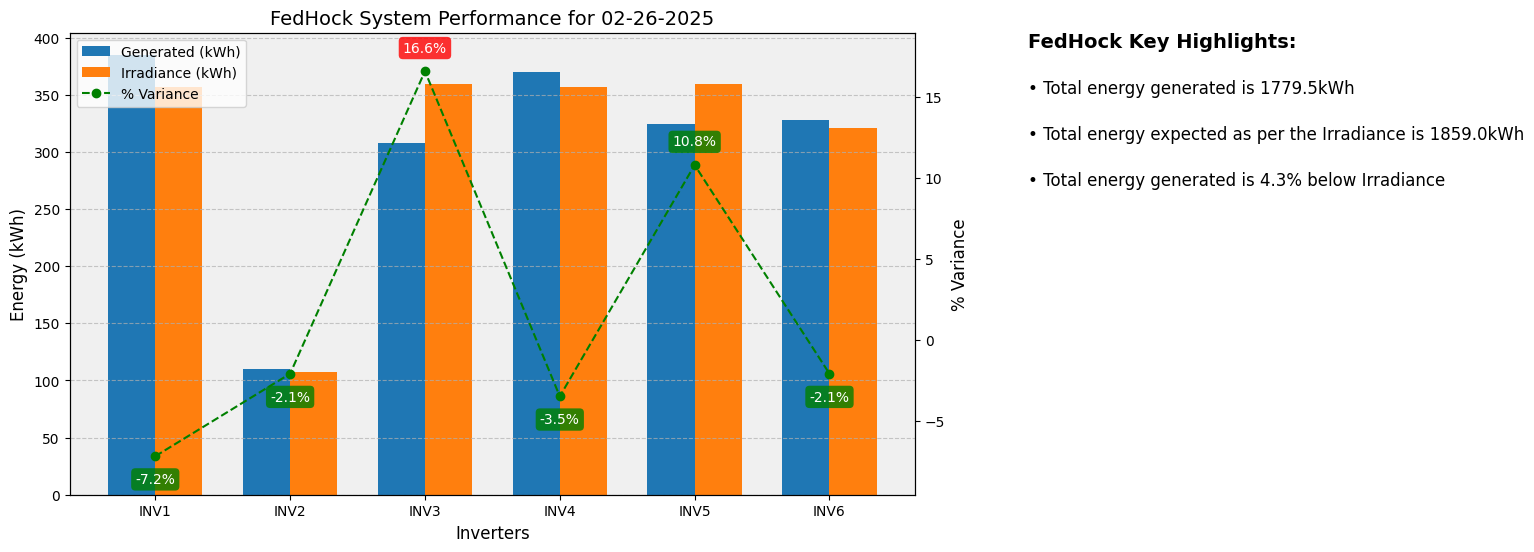 FedHock System Performance for 02-26-2025
Generated (kWh)
Irradiance (kWh)
% Variance
Energy (kWh)
400
350
300
250
200
150
100
50
0
-7.2%
-2.1%
16.6%
-3.5%
10.8%
-2.1%
INV1 INV2 INV3 INV4 INV5 INV6
Inverters
15
10
5
0
−5
% Variance
FedHock Key Highlights:
• Total energy generated is 1779.5kWh
• Total energy expected as per the Irradiance is 1859.0kWh
• Total energy generated is 4.3% below Irradiance